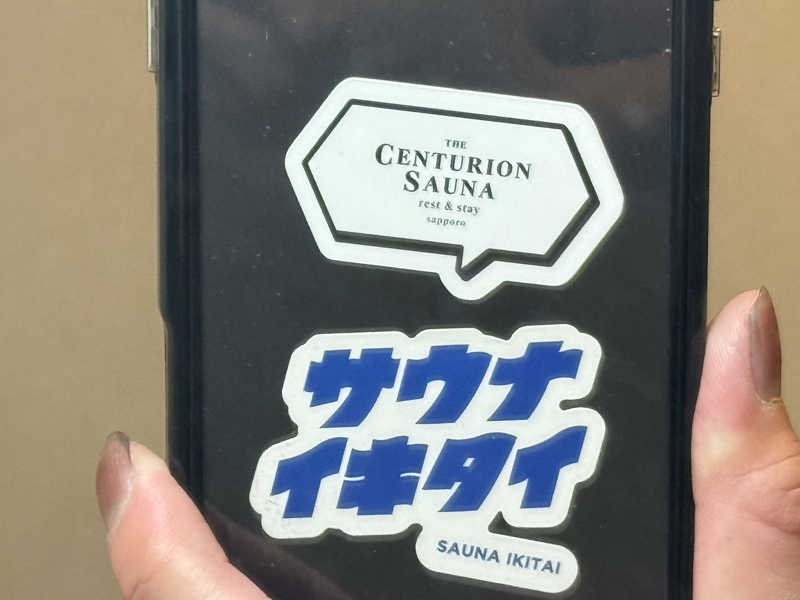 THE
CENTURION
SAUNA
rest & stay
sapporo
サウナ
イキタイ
SAUNA IKITAI